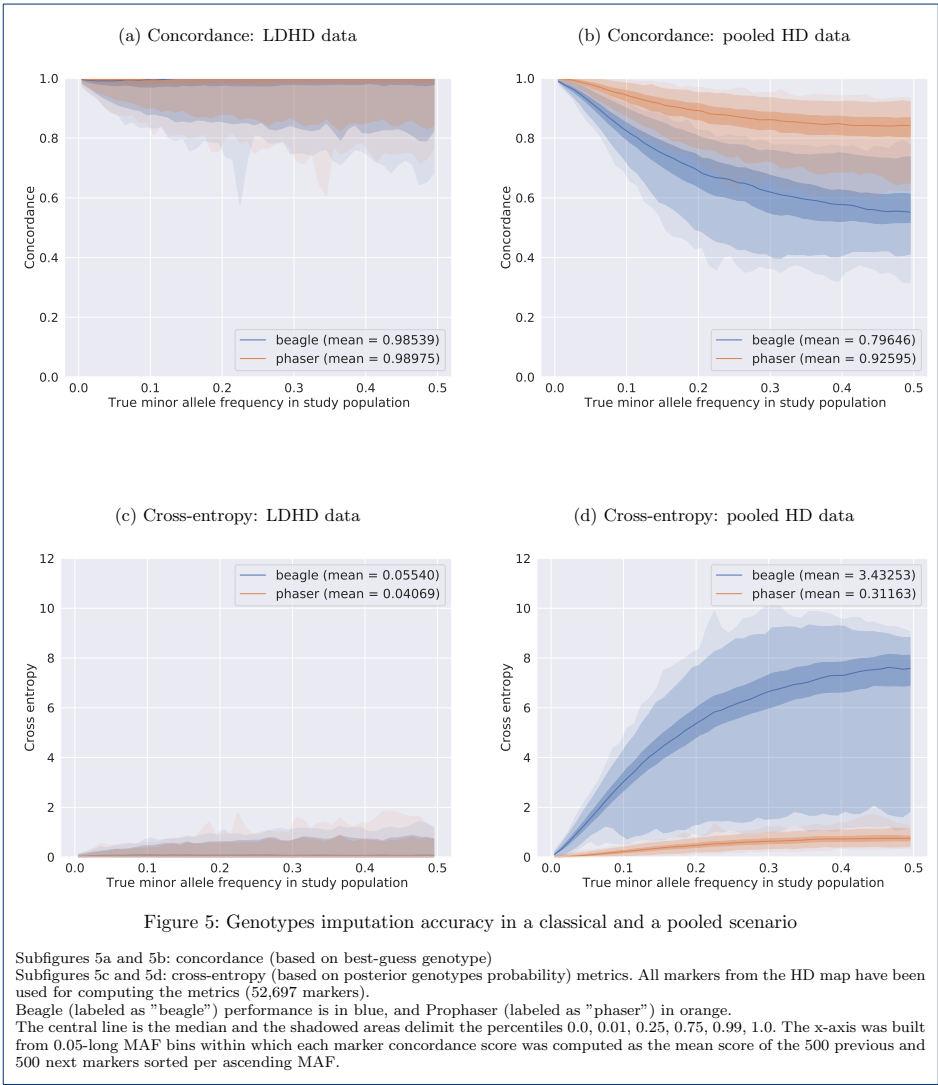 (a) Concordance: LDHD data
1.0
0.8
0.6
0.4
0.2
0.0
Concordance
beagle (mean = 0.98539)
phaser (mean = 0.98975)
0.0 0.1 0.2 0.3 0.4 0.5
True minor allele frequency in study population
(b) Concordance: pooled HD data
1.0
0.8
0.6
0.4
0.2
0.0
Concordance
beagle (mean = 0.79646)
phaser (mean = 0.92595)
0.0 0.1 0.2 0.3 0.4 0.5
True minor allele frequency in study population
(c) Cross-entropy: LDHD data
12
10
8
6
4
2
0
Cross entropy
beagle (mean = 0.05540)
phaser (mean = 0.04069)
0.0 0.1 0.2 0.3 0.4 0.5
True minor allele frequency in study population
(d) Cross-entropy: pooled HD data
12
10
8
6
4
2
0
Cross entropy
beagle (mean = 3.43253)
phaser (mean = 0.31163)
0.0 0.1 0.2 0.3 0.4 0.5
True minor allele frequency in study population
Figure 5: Genotypes imputation accuracy in a classical and a pooled scenario
Subfigures 5a and 5b: concordance (based on best-guess genotype)
Subfigures 5c and 5d: cross-entropy (based on posterior genotypes probability) metrics. All markers from the HD map have been
used for computing the metrics (52,697 markers).
Beagle (labeled as ”beagle”) performance is in blue, and Prophaser (labeled as ”phaser”) in orange.
The central line is the median and the shadowed areas delimit the percentiles 0.0, 0.01, 0.25, 0.75, 0.99, 1.0. The x-axis was built
from 0.05-long MAF bins within which each marker concordance score was computed as the mean score of the 500 previous and
500 next markers sorted per ascending MAF.